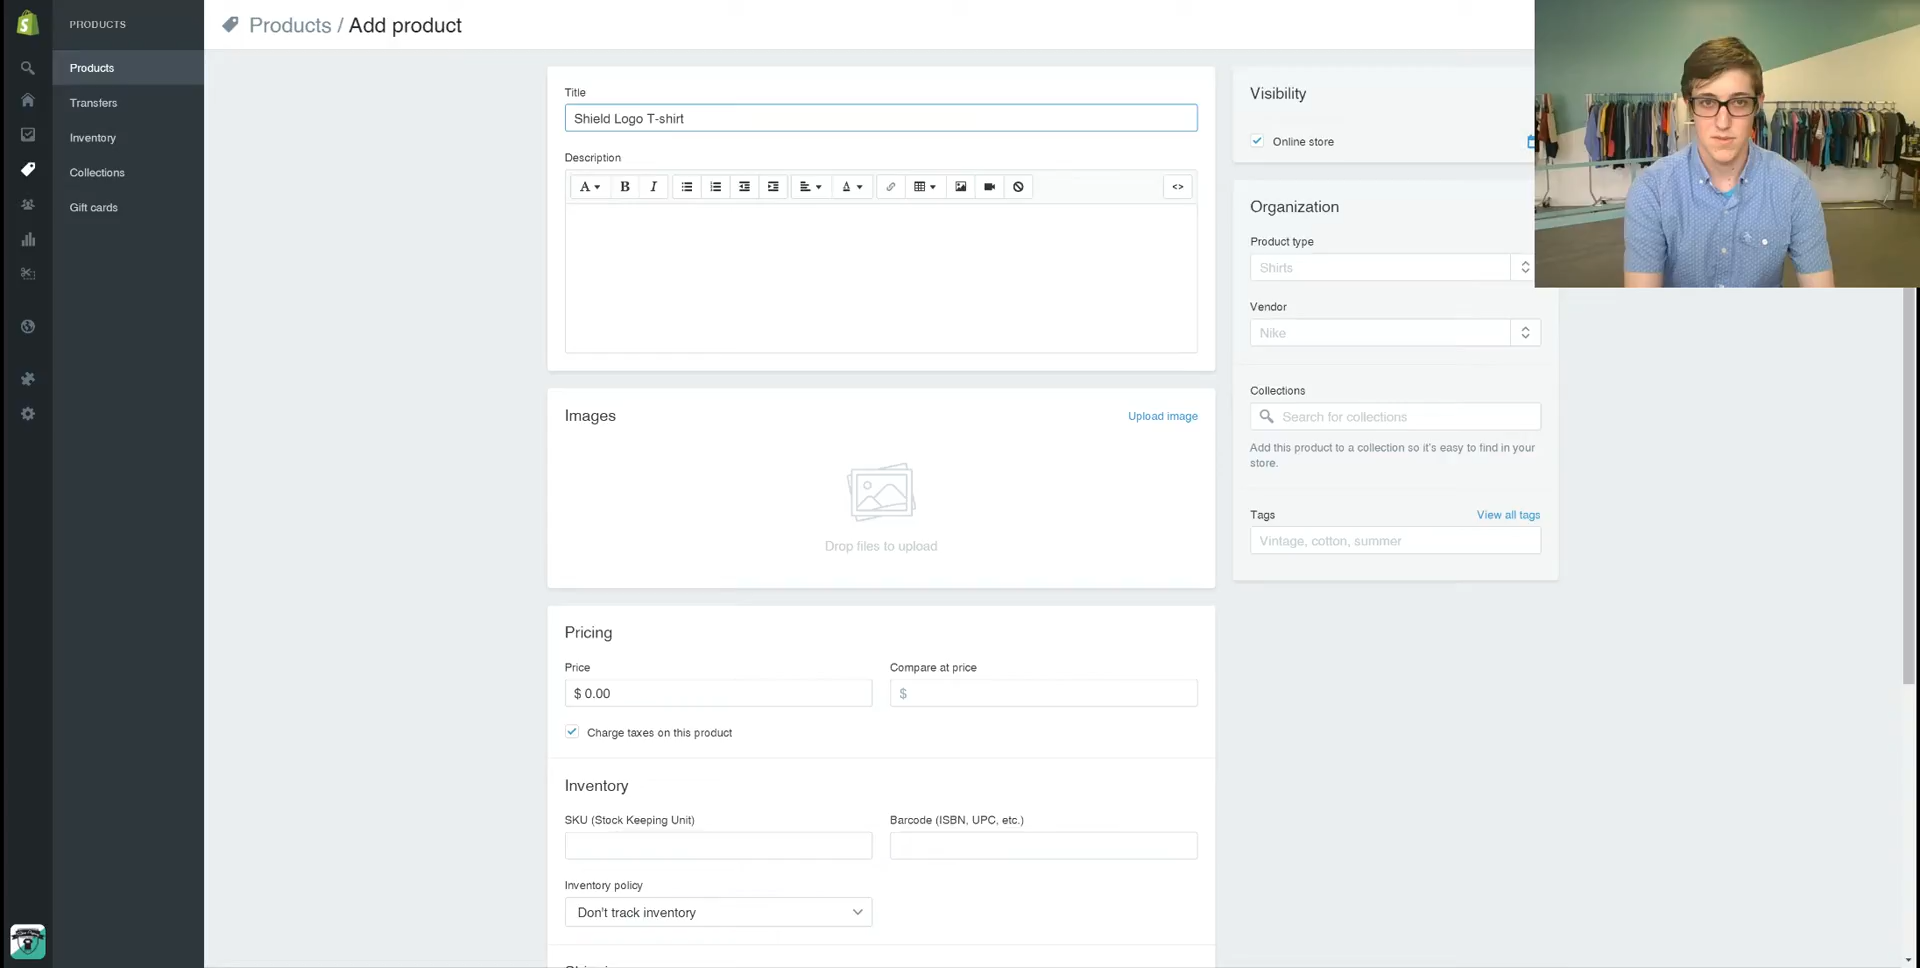 PRODUCTS
Products
Transfers
Inventory
Collections
Gift cards
Products / Add product
Title
Shield Logo T-shirt
Description
A
B
I
A
<>
Images
Upload image
Drop files to upload
Pricing
Price
Compare at price
$ 0.00
$
Charge taxes on this product
Inventory
SKU (Stock Keeping Unit)
Barcode (ISBN, UPC, etc.)
Inventory policy
Don't track inventory
Visibility
Online store
Organization
Product type
Shirts
Vendor
Nike
Collections
Search for collections
Add this product to a collection so it's easy to find in your
store.
Tags
View all tags
Vintage, cotton, summer